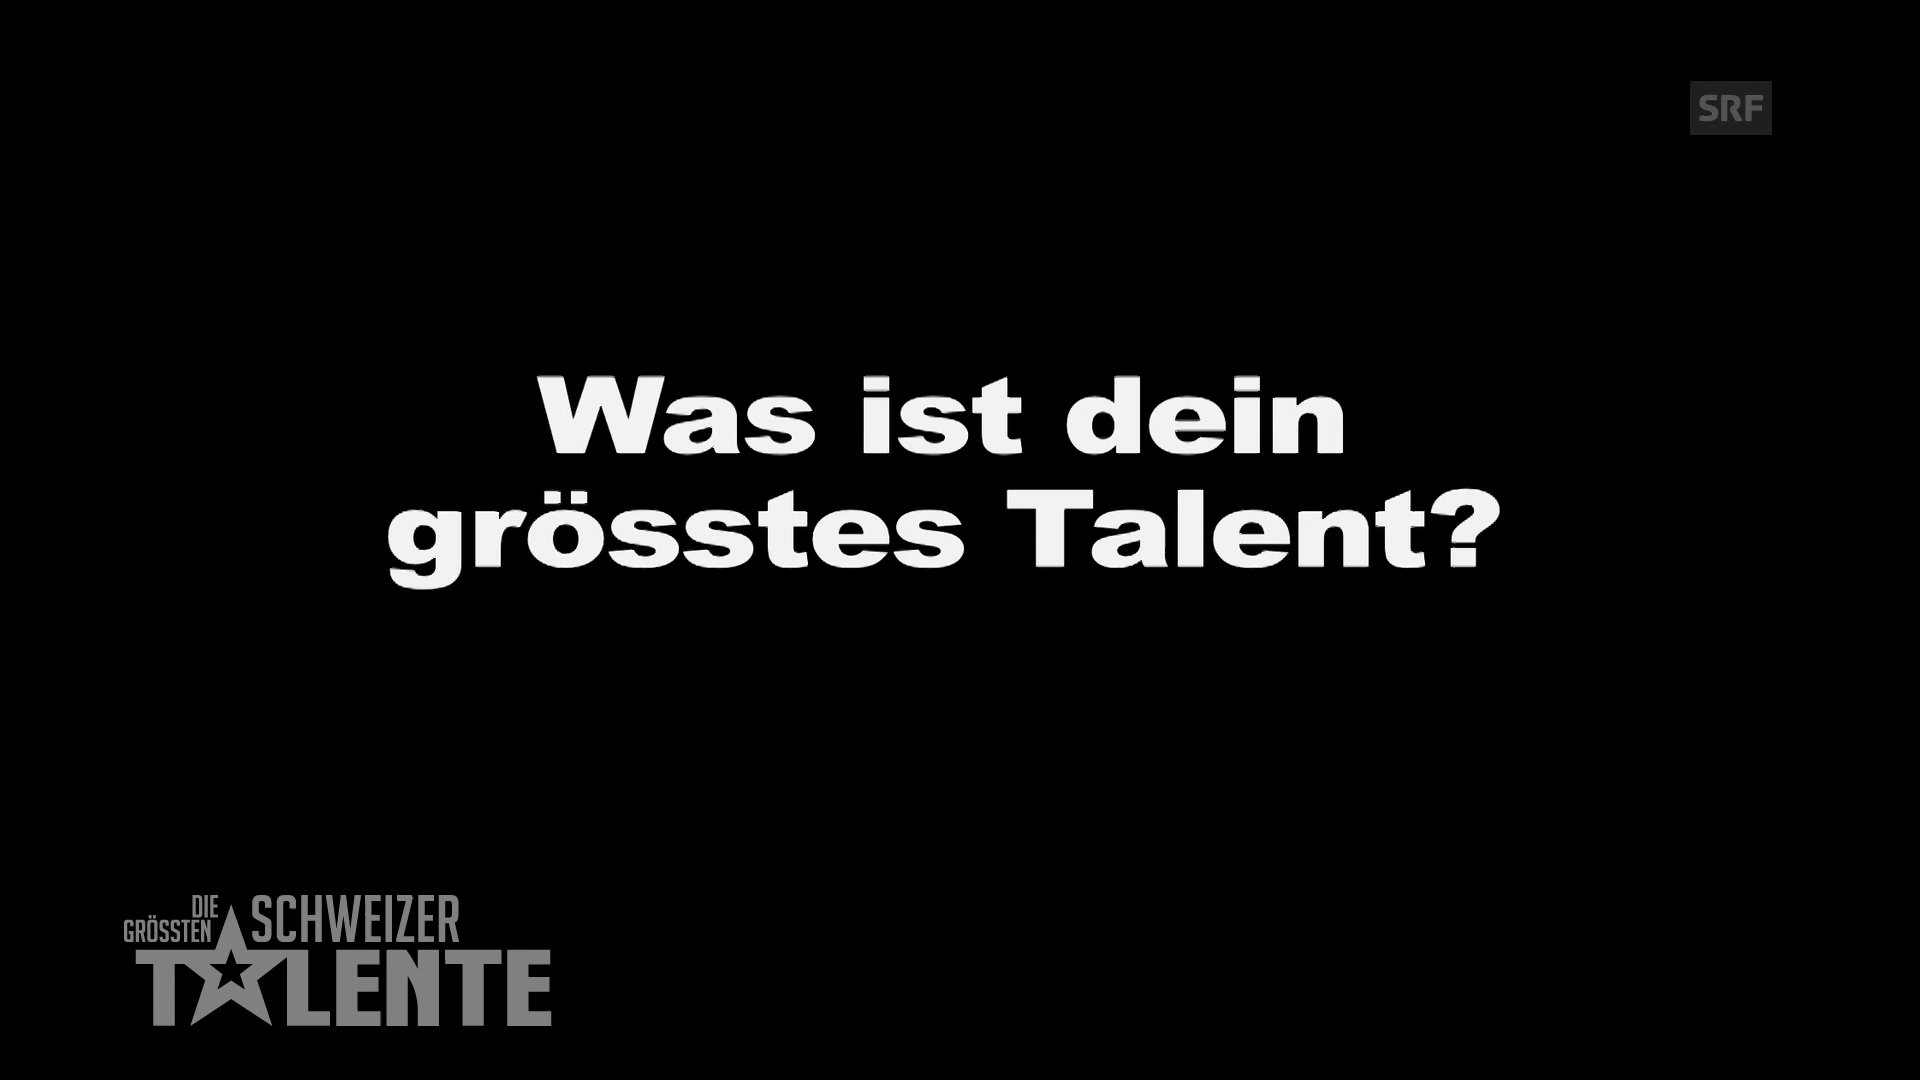 SRF
Was ist dein
grösstes Talent?
DIE
GRÖSSTEN
SCHWEIZER
TALENTE